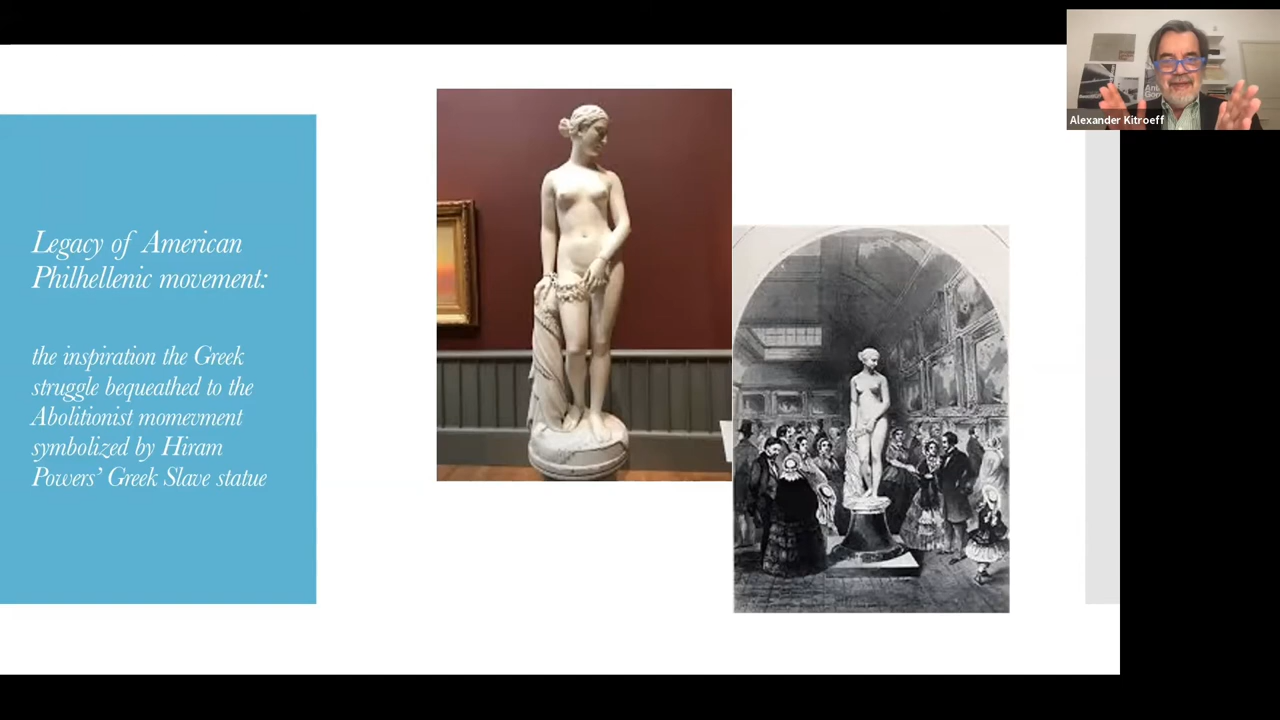 Legacy of American
Philhellenic movement:
the inspiration the Greek
struggle bequeathed to the
Abolitionist momevment
symbolized by Hiram
Powers' Greek Slave statue
Alexander Kitroeff